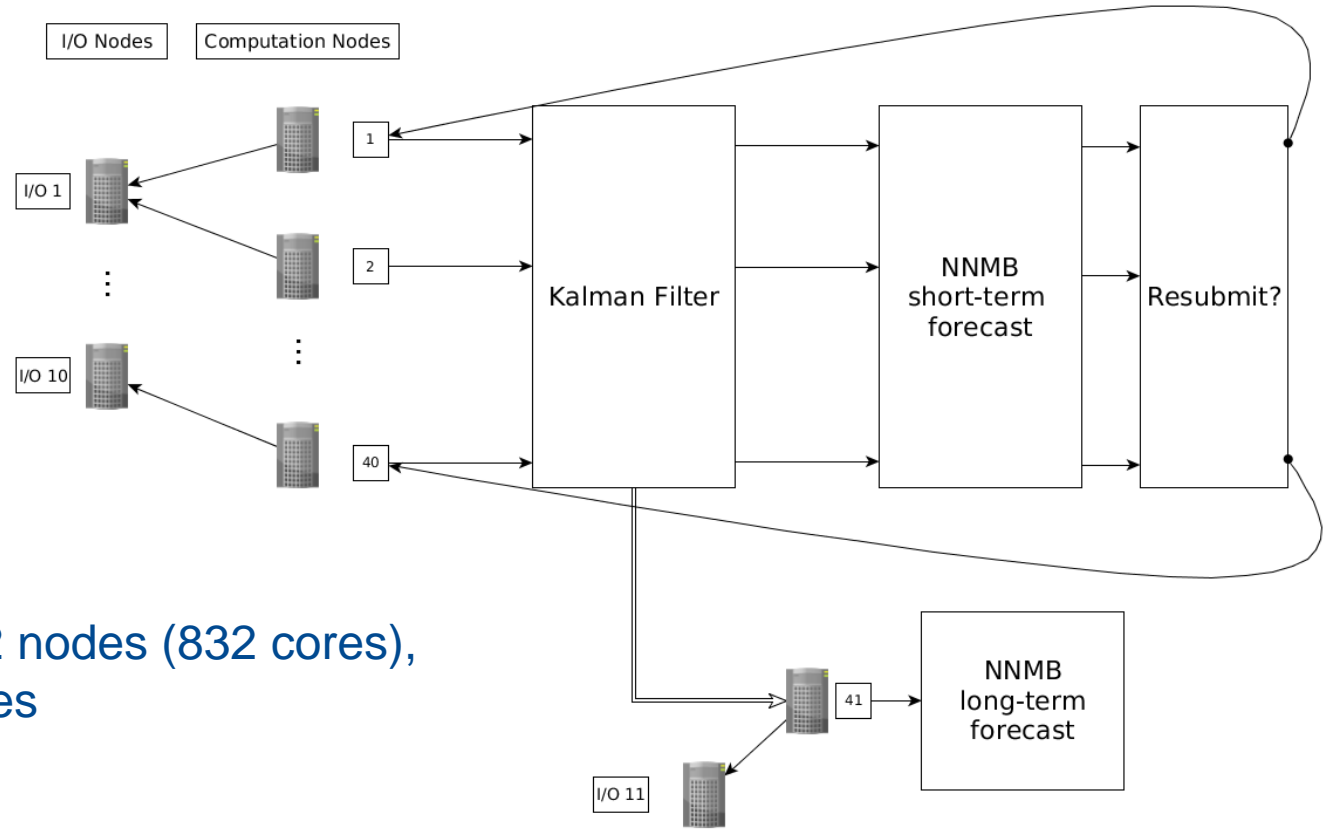 I/O Nodes
Computation Nodes
1
I/O 1
2
⋮
Kalman Filter
NNMB
short-term
forecast
Resubmit?
⋮
I/O 10
40
2 nodes (832 cores),
es
41
NNMB
long-term
forecast
I/O 11